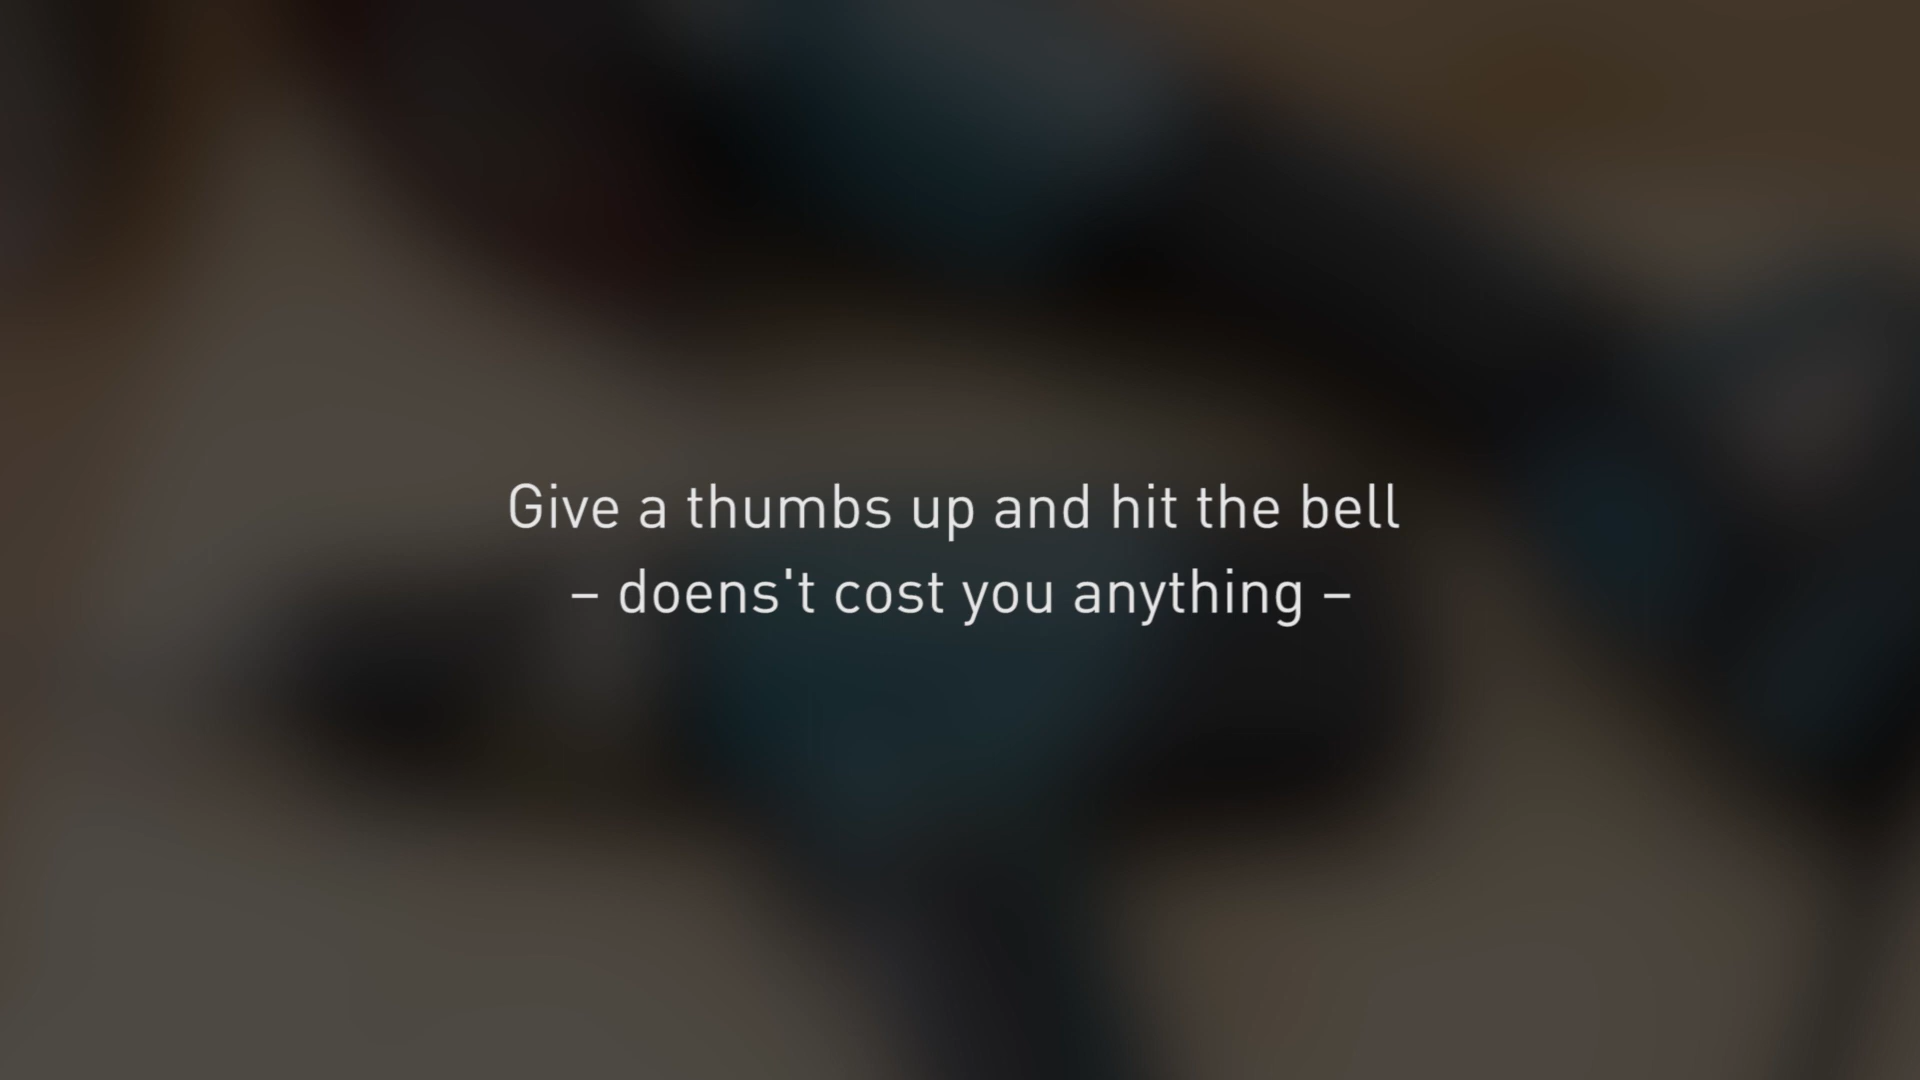 Give a thumbs up and hit the bell
– doens't cost you anything –